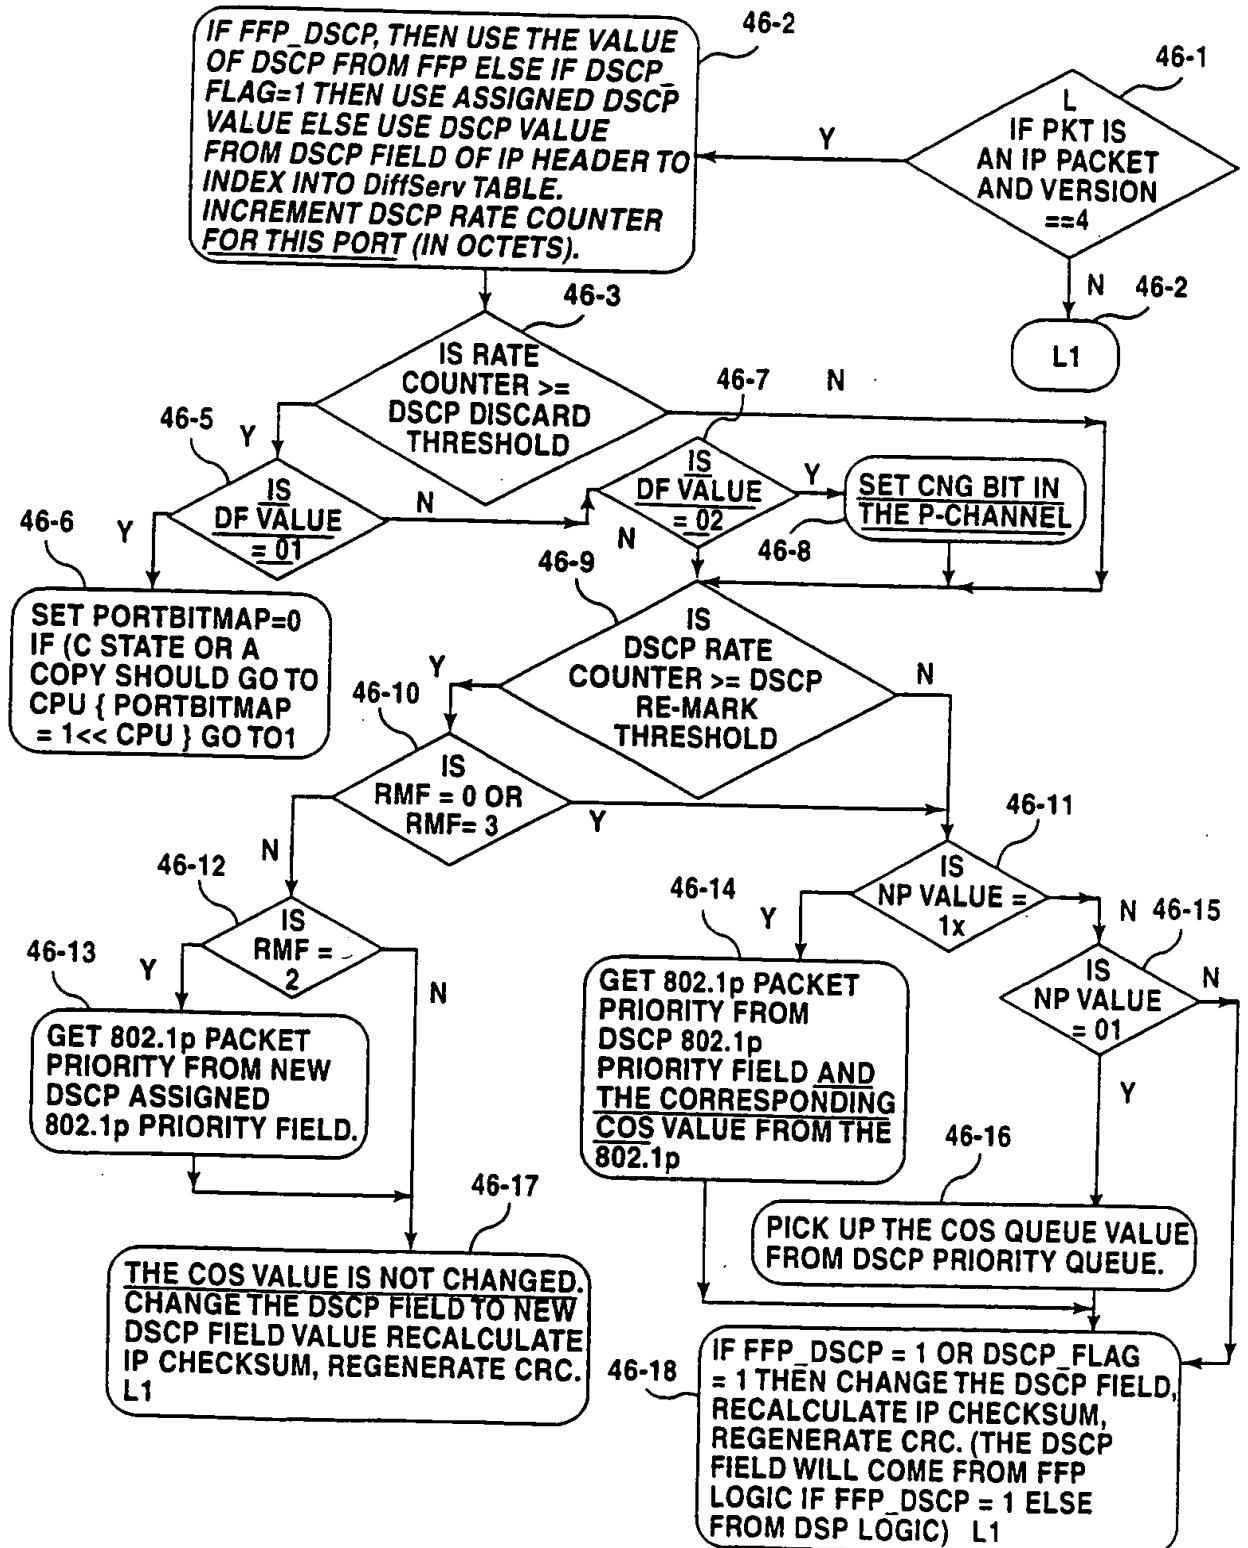 46-2
IF FFP_DSCP, THEN USE THE VALUE
OF DSCP FROM FFP ELSE IF DSCP_
FLAG=1 THEN USE ASSIGNED DSCP
VALUE ELSE USE DSCP VALUE
FROM DSCP FIELD OF IP HEADER TO
INDEX INTO DiffServ TABLE.
INCREMENT DSCP RATE COUNTER
FOR THIS PORT (IN OCTETS).
46-1
L
IF PKT IS
AN IP PACKET
AND VERSION
==4
Y
N
46-2
L1
46-3
IS RATE
COUNTER >=
DSCP DISCARD
THRESHOLD
Y
N
46-5
IS
DF VALUE
= 01
Y
N
46-7
IS
DF VALUE
= 02
Y
N
SET CNG BIT IN
THE P-CHANNEL
46-8
46-6
SET PORTBITMAP=0
IF (C STATE OR A
COPY SHOULD GO TO
CPU { PORTBITMAP
= 1<< CPU } GO TO1
46-9
IS
DSCP RATE
COUNTER >= DSCP
RE-MARK
THRESHOLD
Y
N
46-10
IS
RMF = 0 OR
RMF= 3
Y
N
46-11
IS
NP VALUE =
1x
Y
N
46-12
IS
RMF =
2
Y
N
46-13
GET 802.1p PACKET
PRIORITY FROM NEW
DSCP ASSIGNED
802.1p PRIORITY FIELD.
46-14
GET 802.1p PACKET
PRIORITY FROM
DSCP 802.1p
PRIORITY FIELD AND
THE CORRESPONDING
COS VALUE FROM THE
802.1p
46-15
IS
NP VALUE
= 01
N
Y
46-16
PICK UP THE COS QUEUE VALUE
FROM DSCP PRIORITY QUEUE.
46-17
THE COS VALUE IS NOT CHANGED.
CHANGE THE DSCP FIELD TO NEW
DSCP FIELD VALUE RECALCULATE
IP CHECKSUM, REGENERATE CRC.
L1
46-18
IF FFP_DSCP = 1 OR DSCP_FLAG
= 1 THEN CHANGE THE DSCP FIELD,
RECALCULATE IP CHECKSUM,
REGENERATE CRC. (THE DSCP
FIELD WILL COME FROM FFP
LOGIC IF FFP_DSCP = 1 ELSE
FROM DSP LOGIC) L1